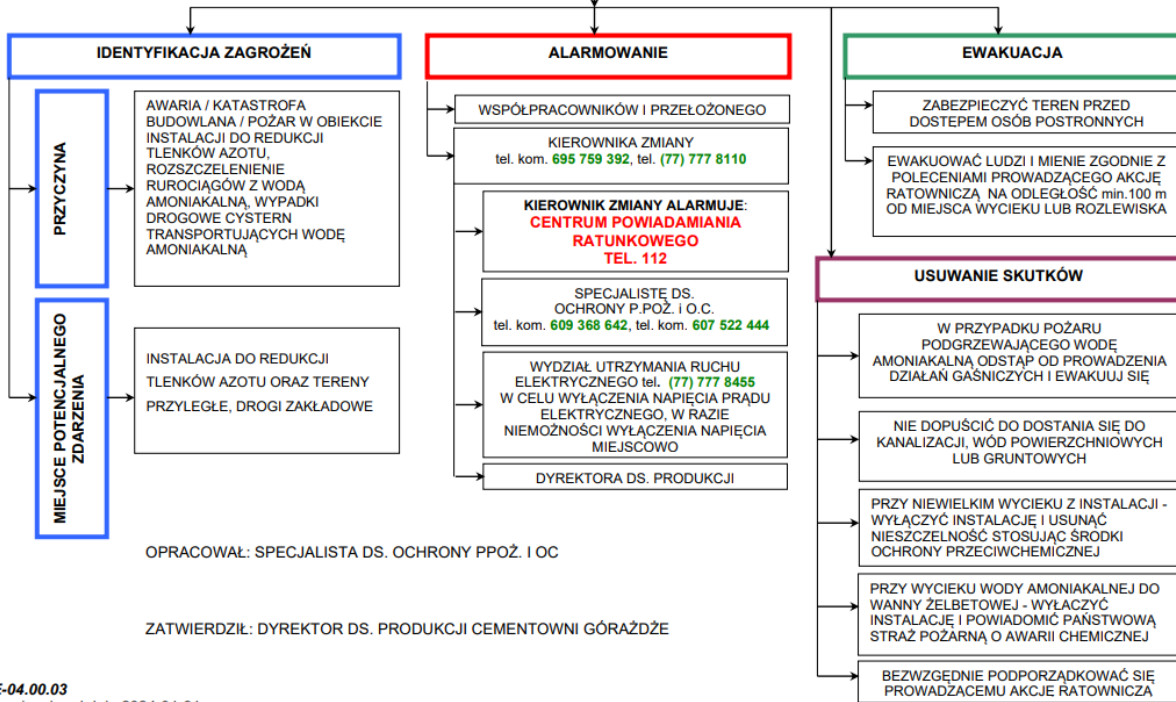 IDENTYFIKACJA ZAGROŻEŃ
PRZYCZYNA
AWARIA / KATASTROFA
BUDOWLANA / POŻAR W OBIEKCIE
INSTALACJI DO REDUKCJI
TLENKÓW AZOTU,
ROZSZCZELENIENIE
RUROCIĄGÓW Z WODĄ
AMONIAKALNĄ, WYPADKI
DROGOWE CYSTERN
TRANSPORTUJĄCYCH WODĘ
AMONIAKALNĄ
MIEJSCE POTENCJALNEGO
ZDARZENIA
INSTALACJA DO REDUKCJI
TLENKÓW AZOTU ORAZ TERENY
PRZYLEGŁE, DROGI ZAKŁADOWE
ALARMOWANIE
WSPÓŁPRACOWNIKÓW I PRZEŁOŻONEGO
KIEROWNIKA ZMIANY
tel. kom. 695 759 392, tel. (77) 777 8110
KIEROWNIK ZMIANY ALARMUJE:
CENTRUM POWIADAMIANIA
RATUNKOWEGO
TEL. 112
SPECJALISTĘ DS.
OCHRONY P.POŻ. i O.C.
tel. kom. 609 368 642, tel. kom. 607 522 444
WYDZIAŁ UTRZYMANIA RUCHU
ELEKTRYCZNEGO tel. (77) 777 8455
W CELU WYŁĄCZENIA NAPIĘCIA PRĄDU
ELEKTRYCZNEGO, W RAZIE
NIEMOŻNOŚCI WYŁĄCZENIA NAPIĘCIA
MIEJSCOWO
DYREKTORA DS. PRODUKCJI
EWAKUACJA
ZABEZPIECZYĆ TEREN PRZED
DOSTĘPEM OSÓB POSTRONNYCH
EWAKUOWAĆ LUDZI I MIENIE ZGODNIE Z
POLECENIAMI PROWADZĄCEGO AKCJĘ
RATOWNICZĄ NA ODLEGŁOŚĆ min.100 m
OD MIEJSCA WYCIEKU LUB ROZLEWISKA
USUWANIE SKUTKÓW
W PRZYPADKU POŻARU
PODGRZEWAJĄCEGO WODĘ
AMONIAKALNĄ ODSTĄP OD PROWADZENIA
DZIAŁAŃ GAŚNICZYCH I EWAKUUJ SIĘ
NIE DOPUŚCIĆ DO DOSTANIA SIĘ DO
KANALIZACJI, WÓD POWIERZCHNIOWYCH
LUB GRUNTOWYCH
PRZY NIEWIELKIM WYCIEKU Z INSTALACJI -
WYŁĄCZYĆ INSTALACJĘ I USUNĄĆ
NIESZCZELNOŚĆ STOSUJĄC ŚRODKI
OCHRONY PRZECIWCHEMICZNEJ
PRZY WYCIEKU WODY AMONIAKALNEJ DO
WANNY ŻELBETOWEJ - WYŁACZYĆ
INSTALACJĘ I POWIADOMIĆ PAŃSTWOWĄ
STRAŻ POŻARNĄ O AWARII CHEMICZNEJ
BEZWZGĘDNIE PODPORZĄDKOWAĆ SIĘ
PROWADZĄCEMU AKCJĘ RATOWNICZĄ
OPRACOWAŁ: SPECJALISTA DS. OCHRONY PPOŻ. I OC
ZATWIERDZIŁ: DYREKTOR DS. PRODUKCJI CEMENTOWNI GÓRAŻDŻE
E-04.00.03